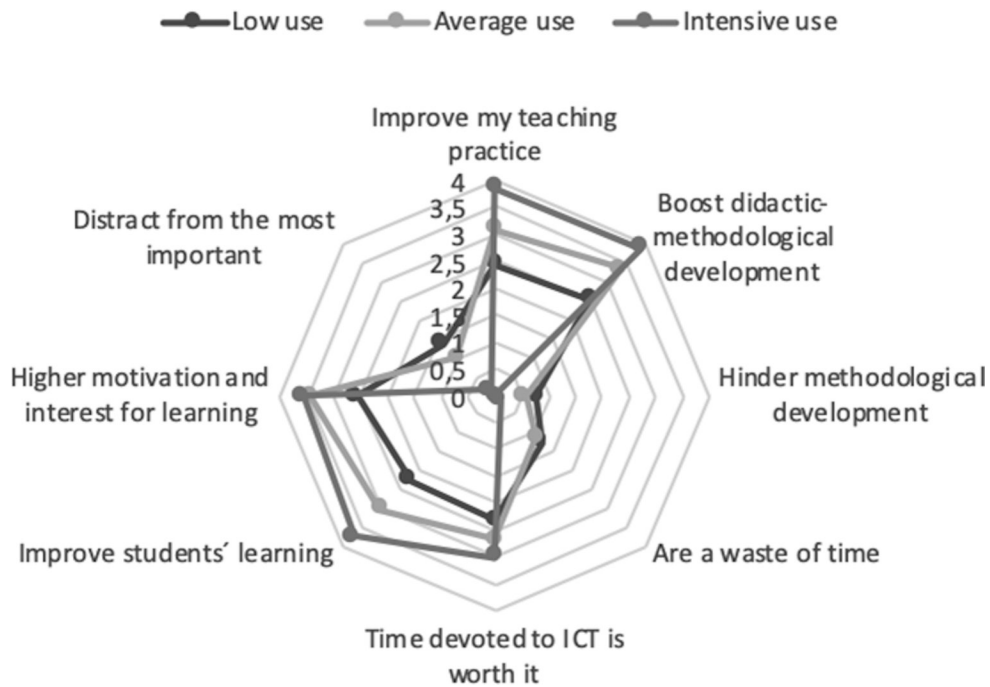 Low use
Average use
Intensive use
Improve my teaching
practice
Boost didactic-
methodological
development
Hinder methodological
development
Are a waste of time
Time devoted to ICT is
worth it
Improve students´ learning
Higher motivation and
interest for learning
Distract from the most
important
4
3,5
3
2,5
2
1,5
1
0,5
0